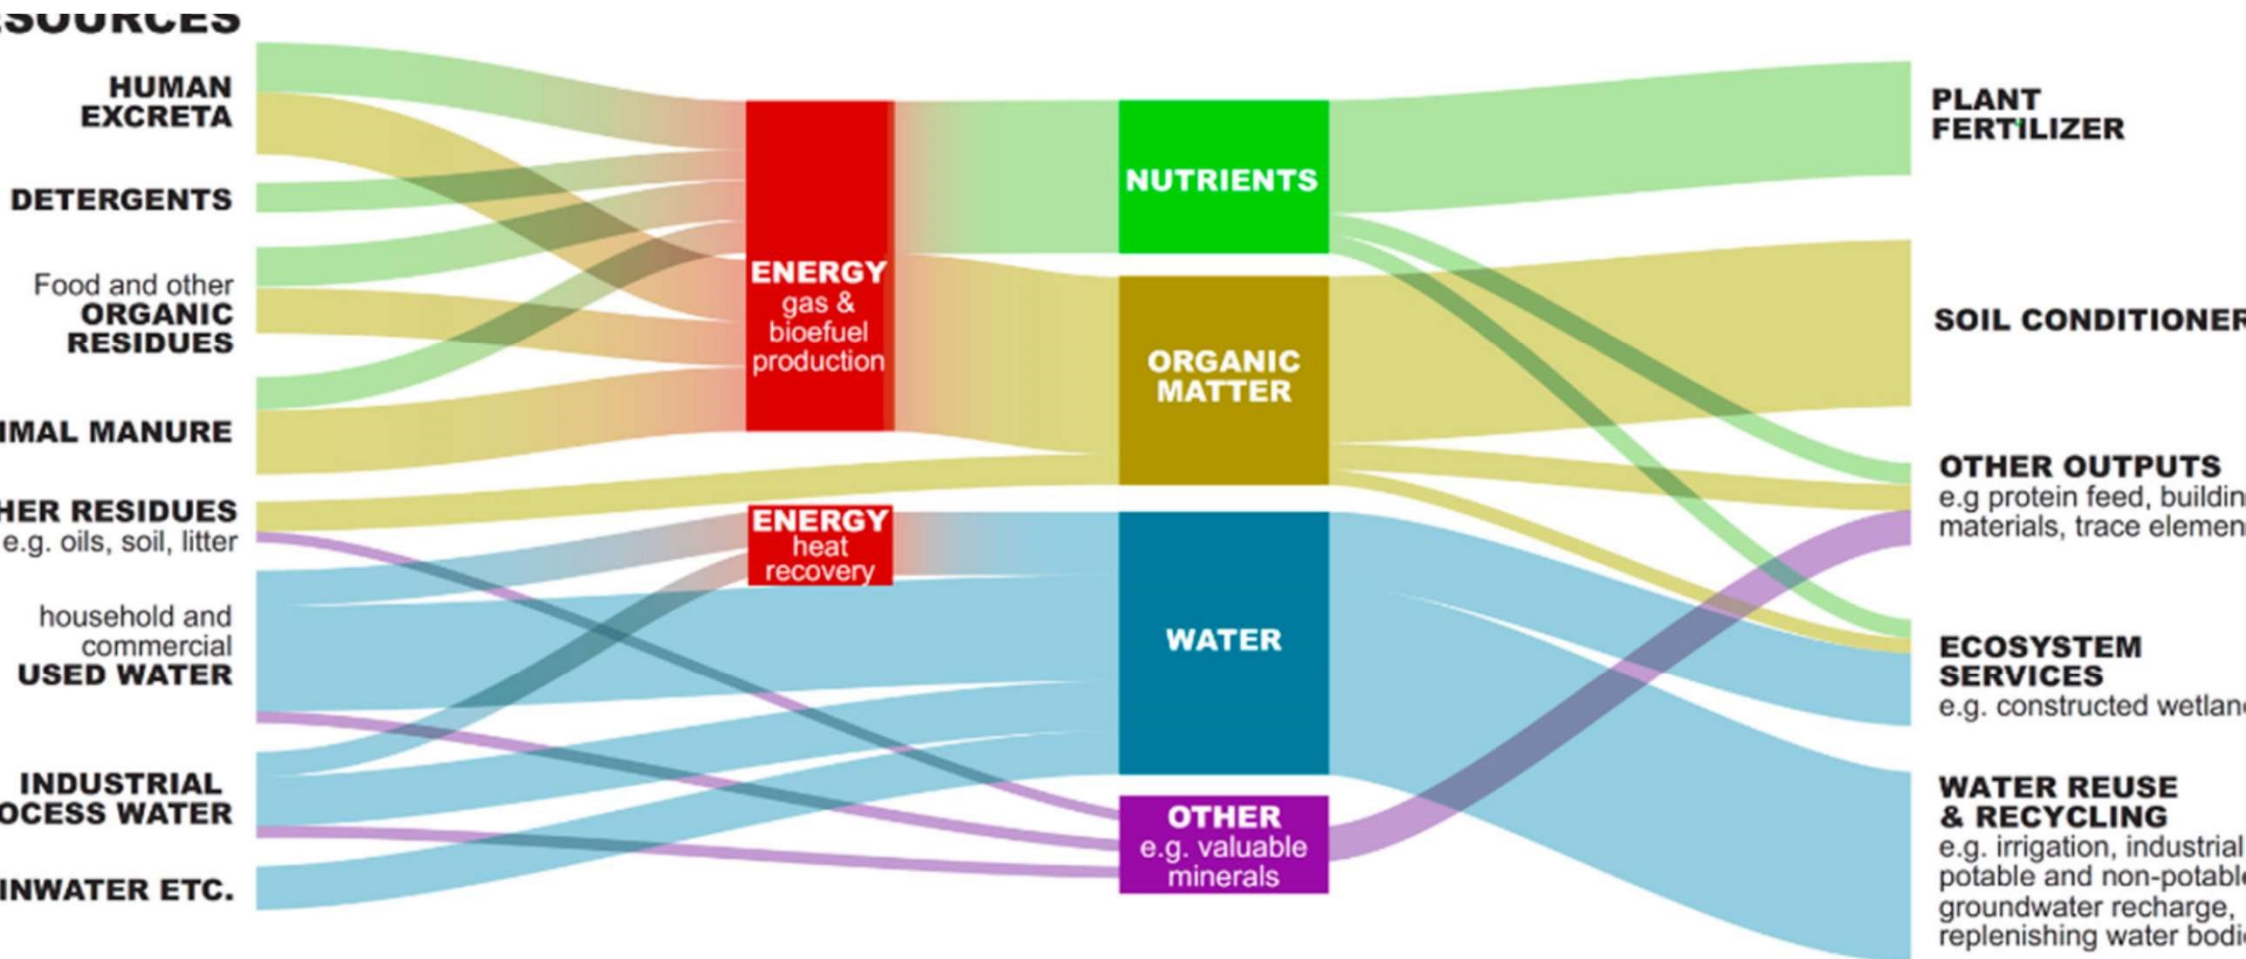 SOURCES
HUMAN
EXCRETA
DETERGENTS
Food and other
ORGANIC
RESIDUES
IMAL MANURE
HER RESIDUES
e.g. oils, soil, litter
household and
commercial
USED WATER
INDUSTRIAL
OCESS WATER
INWATER ETC.
ENERGY
gas &
bioefuel
production
ENERGY
heat
recovery
NUTRIENTS
ORGANIC
MATTER
WATER
OTHER
e.g. valuable
minerals
PLANT
FERTILIZER
SOIL CONDITIONER
OTHER OUTPUTS
e.g protein feed, buildin
materials, trace elemen
ECOSYSTEM
SERVICES
e.g. constructed wetlan
WATER REUSE
& RECYCLING
e.g. irrigation, industrial
potable and non-potable
groundwater recharge,
replenishing water bodi